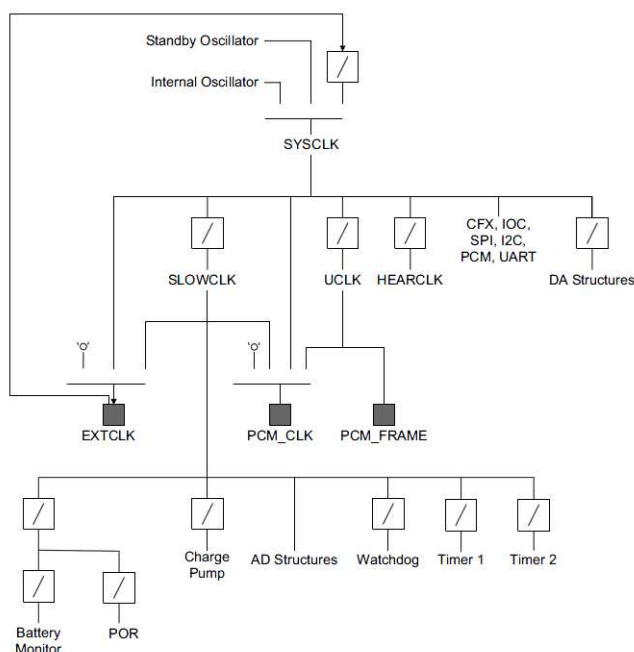 Standby Oscillator
Internal Oscillator
SYSCLK
SLOWCLK
UCLK
HEARCLK
CFX, IOC,
SPI, I2C,
PCM, UART
DA Structures
'0'
'0'
EXTCLK
PCM_CLK
PCM_FRAME
Charge
Pump
AD Structures
Watchdog
Timer 1
Timer 2
Battery
Monitor
POR